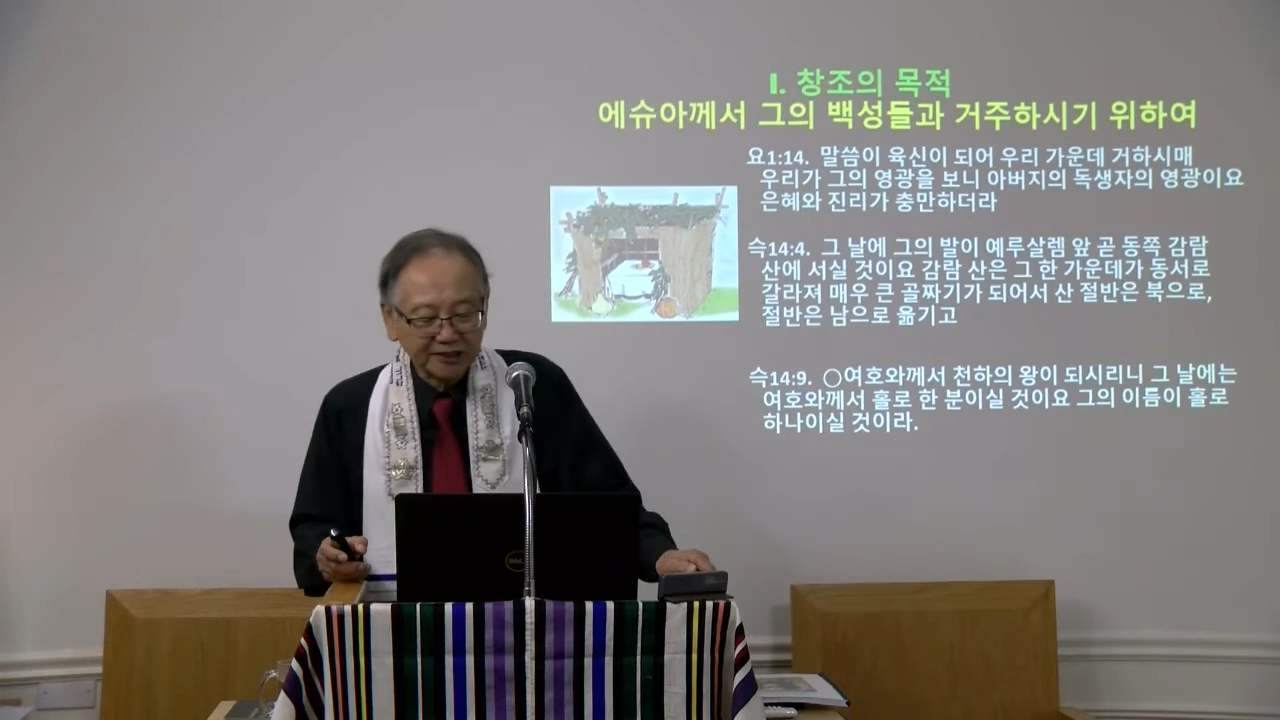 I. 창조의 목적
에슈아께서 그의 백성들과 거주하시기 위하여
요1:14. 말씀이 육신이 되어 우리 가운데 거하시매
우리가 그의 영광을 보니 아버지의 독생자의 영광이요
은혜와 진리가 충만하더라
슥14:4. 그 날에 그의 발이 예루살렘 앞 곧 동쪽 감람
산에 서실 것이요 감람 산은 그 한 가운데가 동서로
갈라져 매우 큰 골짜기가 되어서 산 절반은 북으로,
절반은 남으로 옮기고
슥14:9. ○여호와께서 천하의 왕이 되시리니 그 날에는
여호와께서 홀로 한 분이실 것이요 그의 이름이 홀로
하나이실 것이라.
DELL